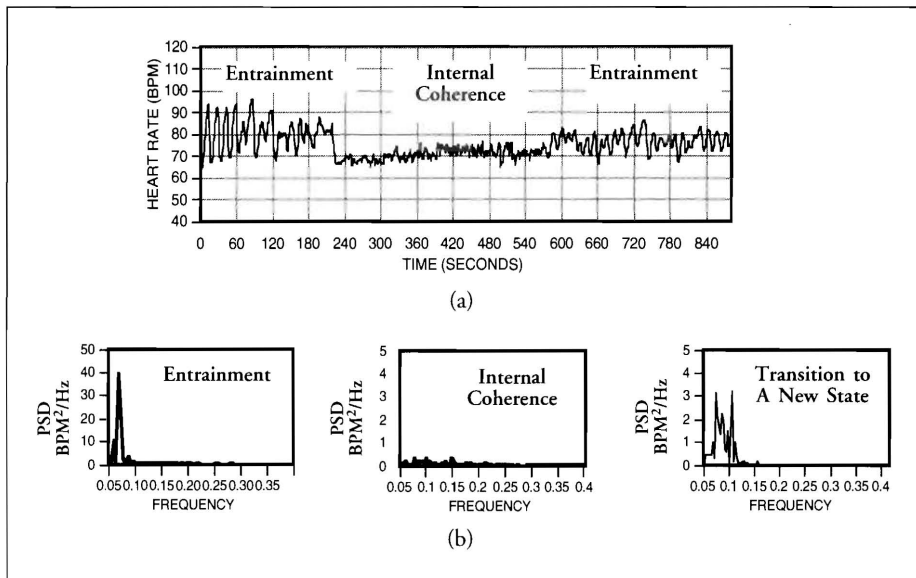 120
110
100
90
80
70
60
50
40
HEART RATE (BPM)
Entrainment
Internal
Coherence
Entrainment
0 60 120 180 240 300 360 420 480 540 600 660 720 780 840
TIME (SECONDS)
(a)
50
40
30
20
10
0
PSD
BPM²/Hz
Entrainment
0.05 0.10 0.15 0.20 0.25 0.30 0.35
FREQUENCY
5
4
3
2
1
0
PSD
BPM²/Hz
Internal
Coherence
0.05 0.1 0.15 0.2 0.25 0.3 0.35 0.4
FREQUENCY
5
4
3
2
1
0
PSD
BPM²/Hz
Transition to
A New State
0.05 0.1 0.15 0.2 0.25 0.3 0.35 0.4
FREQUENCY
(b)